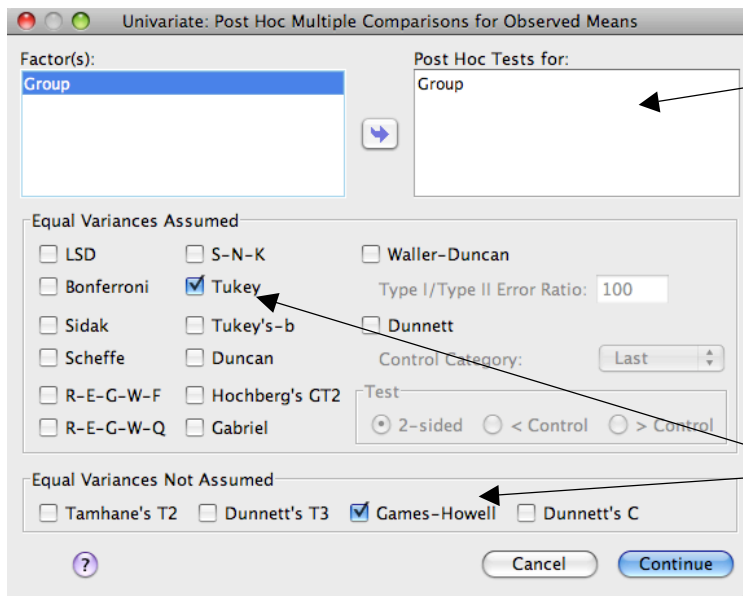 Univariate: Post Hoc Multiple Comparisons for Observed Means
Factor(s):
Group
Post Hoc Tests for:
Group
Equal Variances Assumed
LSD S-N-K Waller-Duncan
Bonferroni Tukey Type I/Type II Error Ratio: 100
Sidak Tukey's-b Dunnett
Scheffe Duncan Control Category: Last
R-E-G-W-F Hochberg's GT2 Test
R-E-G-W-Q Gabriel 2-sided < Control > Control
Equal Variances Not Assumed
Tamhane's T2 Dunnett's T3 Games-Howell Dunnett's C
? Cancel Continue